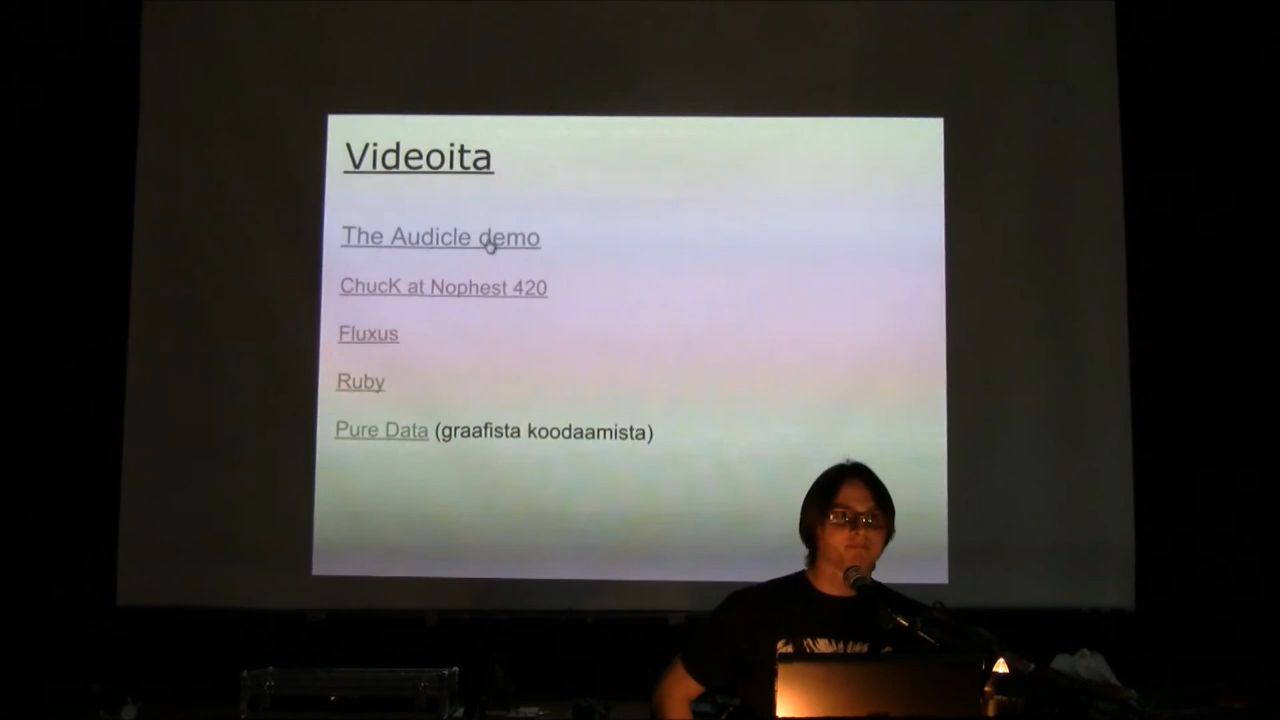 Videoita
The Audicle demo
ChucK at Nophest 420
Fluxus
Ruby
Pure Data (graafista koodaamista)